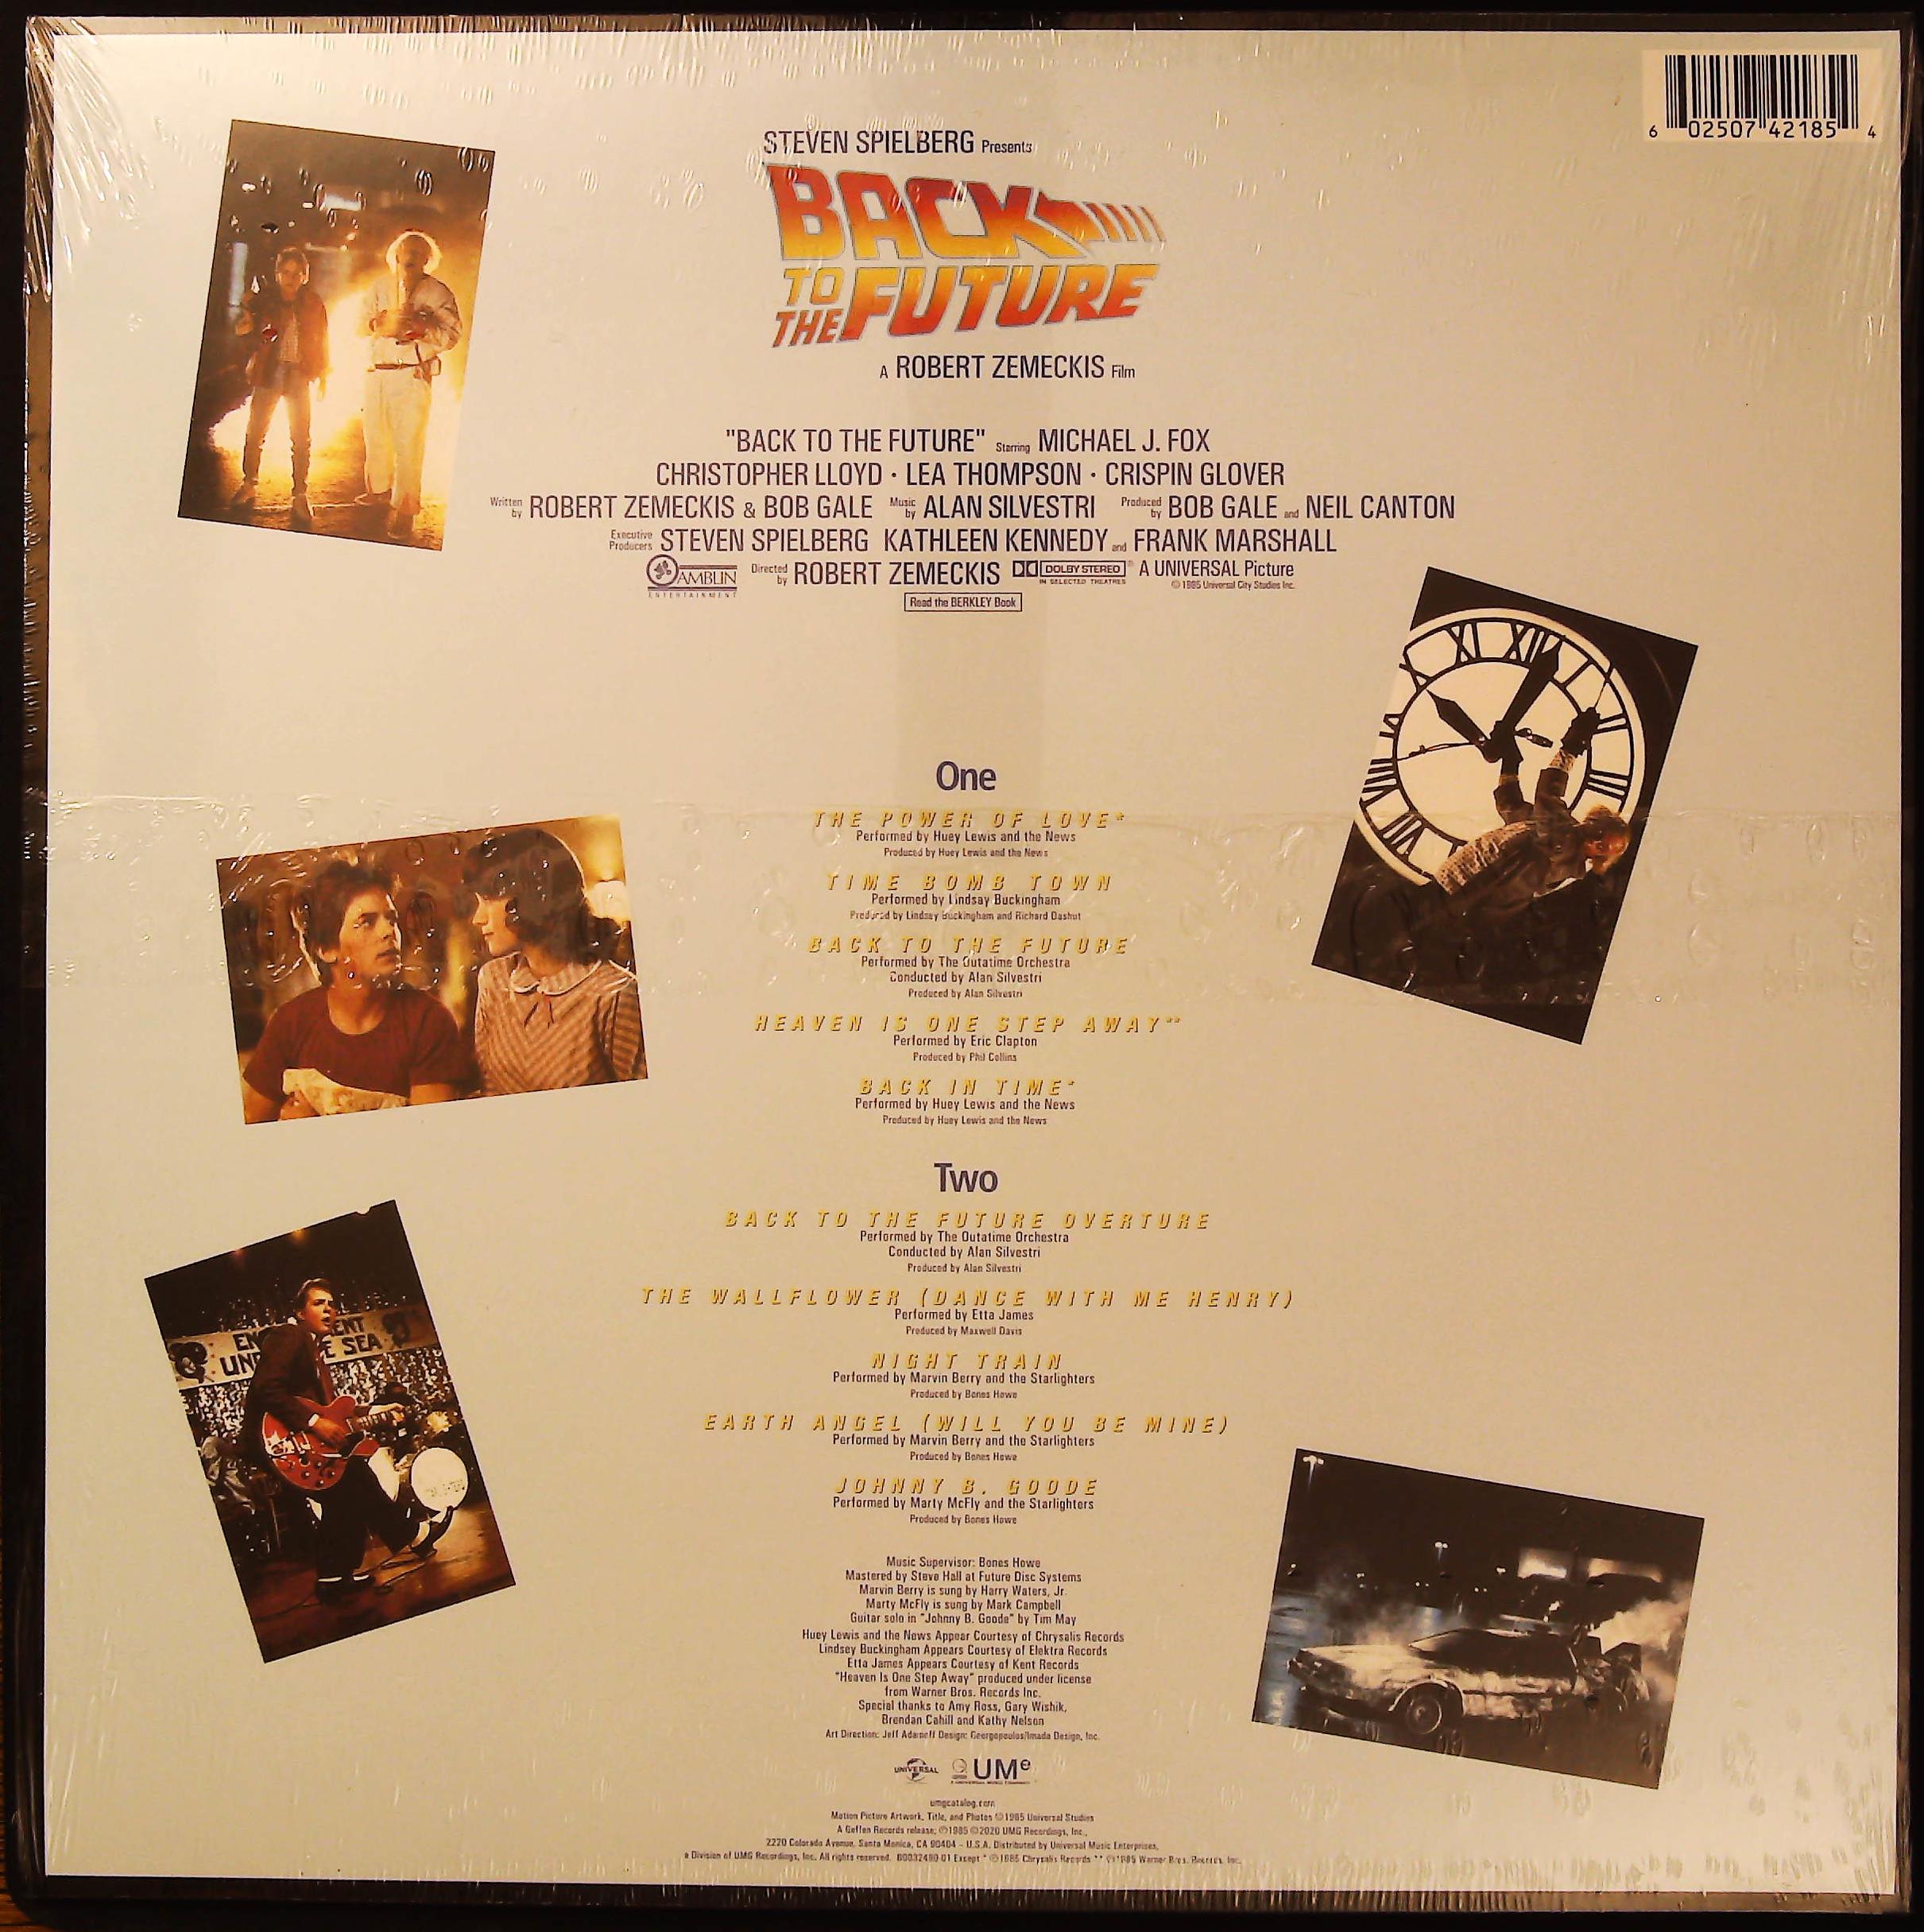 6 02507 42185 4
STEVEN SPIELBERG Presents
BACK
TO
THE FUTURE
A ROBERT ZEMECKIS Film
"BACK TO THE FUTURE" Starring MICHAEL J. FOX
CHRISTOPHER LLOYD · LEA THOMPSON · CRISPIN GLOVER
Written by ROBERT ZEMECKIS & BOB GALE Music by ALAN SILVESTRI Produced by BOB GALE and NEIL CANTON
Executive Producers STEVEN SPIELBERG KATHLEEN KENNEDY and FRANK MARSHALL
AMBLIN ENTERTAINMENT Directed by ROBERT ZEMECKIS DOLBY STEREO® IN SELECTED THEATRES A UNIVERSAL Picture
© 1985 Universal City Studios Inc.
Read the BERKLEY Book
XI XII I
VII
One
THE POWER OF LOVE*
Performed by Huey Lewis and the News
Produced by Huey Lewis and the News
TIME BOMB TOWN
Performed by Lindsay Buckingham
Produced by Lindsay Buckingham and Richard Dashut
BACK TO THE FUTURE
Performed by The Outatime Orchestra
Conducted by Alan Silvestri
Produced by Alan Silvestri
HEAVEN IS ONE STEP AWAY**
Performed by Eric Clapton
Produced by Phil Collins
BACK IN TIME*
Performed by Huey Lewis and the News
Produced by Huey Lewis and the News
Two
BACK TO THE FUTURE OVERTURE
Performed by The Outatime Orchestra
Conducted by Alan Silvestri
Produced by Alan Silvestri
THE WALLFLOWER (DANCE WITH ME HENRY)
Performed by Etta James
Produced by Maxwell Davis
NIGHT TRAIN
Performed by Marvin Berry and the Starlighters
Produced by Bones Howe
EARTH ANGEL (WILL YOU BE MINE)
Performed by Marvin Berry and the Starlighters
Produced by Bones Howe
JOHNNY B. GOODE
Performed by Marty McFly and the Starlighters
Produced by Bones Howe
EN ENT
UN E SEA
Music Supervisor: Bones Howe
Mastered by Steve Hall at Future Disc Systems
Marvin Berry is sung by Harry Waters, Jr.
Marty McFly is sung by Mark Campbell
Guitar solo in "Johnny B. Goode" by Tim May
Huey Lewis and the News Appear Courtesy of Chrysalis Records
Lindsey Buckingham Appears Courtesy of Elektra Records
Etta James Appears Courtesy of Kent Records
"Heaven Is One Step Away" produced under license
from Warner Bros. Records Inc.
Special thanks to Amy Ross, Gary Wishik,
Brendan Cahill and Kathy Nelson
Art Direction: Jeff Adamoff Design: Georgopoulos/Imada Design, Inc.
UNIVERSAL UMe
umgcatalog.com
Motion Picture Artwork, Title, and Photos © 1985 Universal Studios
A Geffen Records release; ℗1985 ©2020 UMG Recordings, Inc.,
2220 Colorado Avenue, Santa Monica, CA 90404 - U.S.A. Distributed by Universal Music Enterprises,
a Division of UMG Recordings, Inc. All rights reserved. B0032480-01 Except * ℗1985 Chrysalis Records ** ℗1985 Warner Bros. Records, Inc.